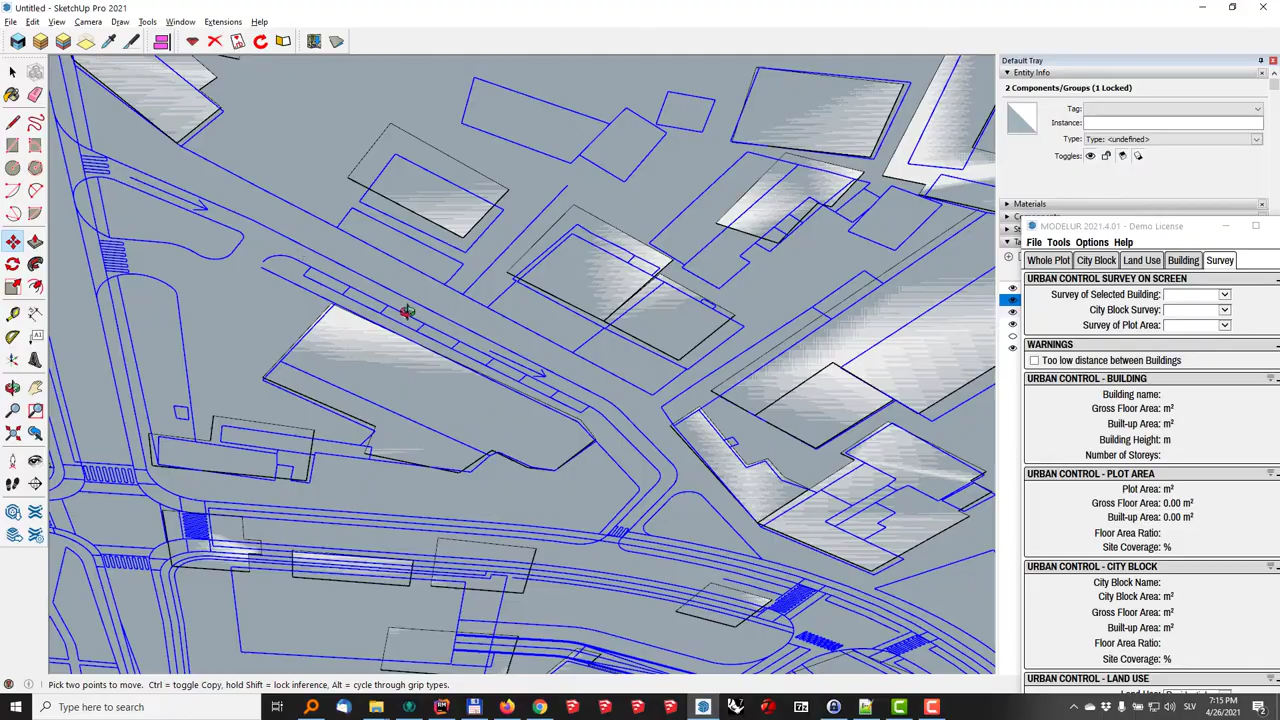 Untitled - SketchUp Pro 2021
File Edit View Camera Draw Tools Window Extensions Help
Default Tray
Entity Info
2 Components/Groups (1 Locked)
Tag:
Instance:
Type: Type: <undefined>
Toggles:
Materials
MODELUR 2021.4.01 - Demo License
File Tools Options Help
Whole Plot City Block Land Use Building Survey
URBAN CONTROL SURVEY ON SCREEN
Survey of Selected Building:
City Block Survey:
Survey of Plot Area:
WARNINGS
Too low distance between Buildings
URBAN CONTROL - BUILDING
Building name:
Gross Floor Area: m²
Built-up Area: m²
Building Height: m
Number of Storeys:
URBAN CONTROL - PLOT AREA
Plot Area: m²
Gross Floor Area: 0.00 m²
Built-up Area: 0.00 m²
Floor Area Ratio:
Site Coverage: %
URBAN CONTROL - CITY BLOCK
City Block Name:
City Block Area: m²
Gross Floor Area: m²
Built-up Area: m²
Floor Area Ratio:
Site Coverage: %
URBAN CONTROL - LAND USE
Pick two points to move. Ctrl = toggle Copy, hold Shift = lock inference, Alt = cycle through grip types.
Type here to search
SLV
7:15 PM
4/26/2021